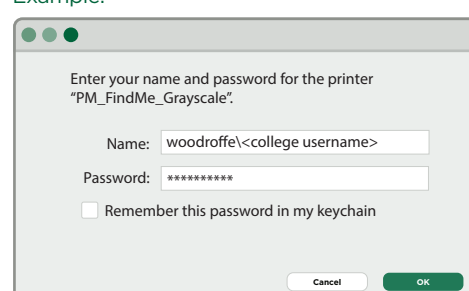 Example:
Enter your name and password for the printer
“PM_FindMe_Grayscale”.
Name: woodroffe\<college username>
Password: **********
Remember this password in my keychain
Cancel OK